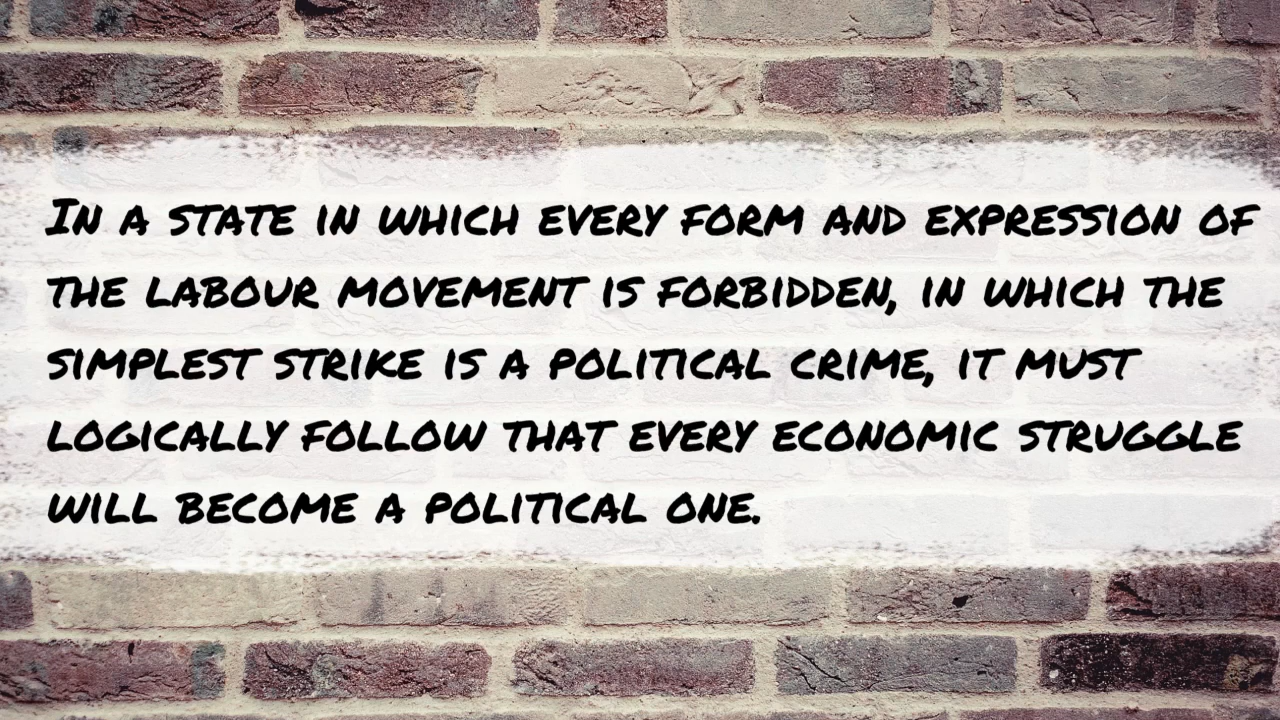 In a state in which every form and expression of
the labour movement is forbidden, in which the
simplest strike is a political crime, it must
logically follow that every economic struggle
will become a political one.